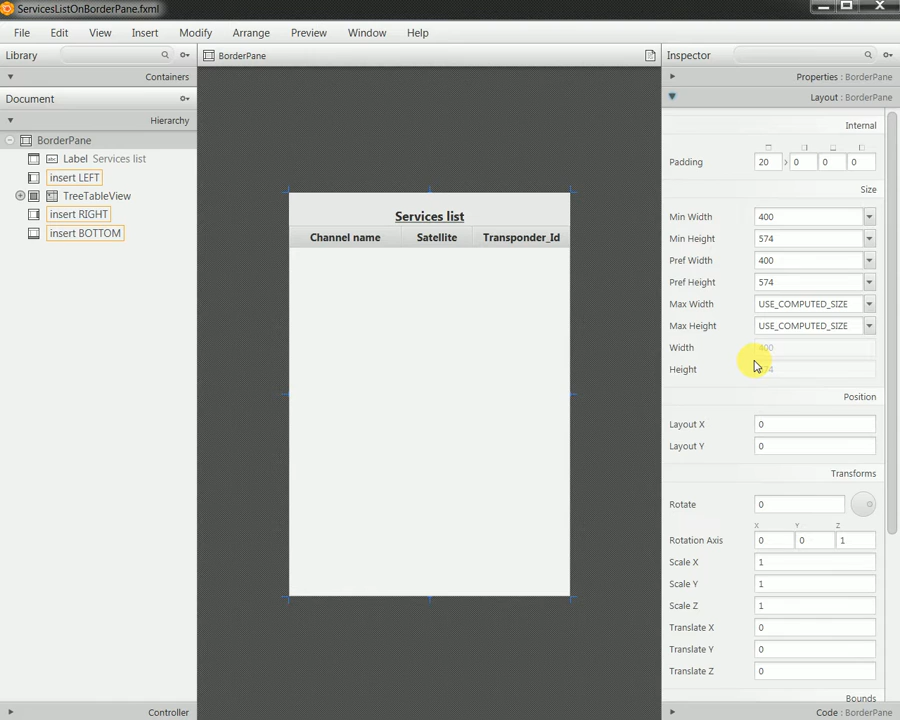 ServicesListOnBorderPane.fxml
File Edit View Insert Modify Arrange Preview Window Help
Library
Containers
Document
Hierarchy
BorderPane
Label Services list
insert LEFT
TreeTableView
insert RIGHT
insert BOTTOM
Controller
BorderPane
Services list
Channel name Satellite Transponder_Id
Inspector
Properties : BorderPane
Layout : BorderPane
Internal
Padding 20 0 0 0
Size
Min Width 400
Min Height 574
Pref Width 400
Pref Height 574
Max Width USE_COMPUTED_SIZE
Max Height USE_COMPUTED_SIZE
Width 400
Height 574
Position
Layout X 0
Layout Y 0
Transforms
Rotate 0
X Y Z
Rotation Axis 0 0 1
Scale X 1
Scale Y 1
Scale Z 1
Translate X 0
Translate Y 0
Translate Z 0
Bounds
Code : BorderPane